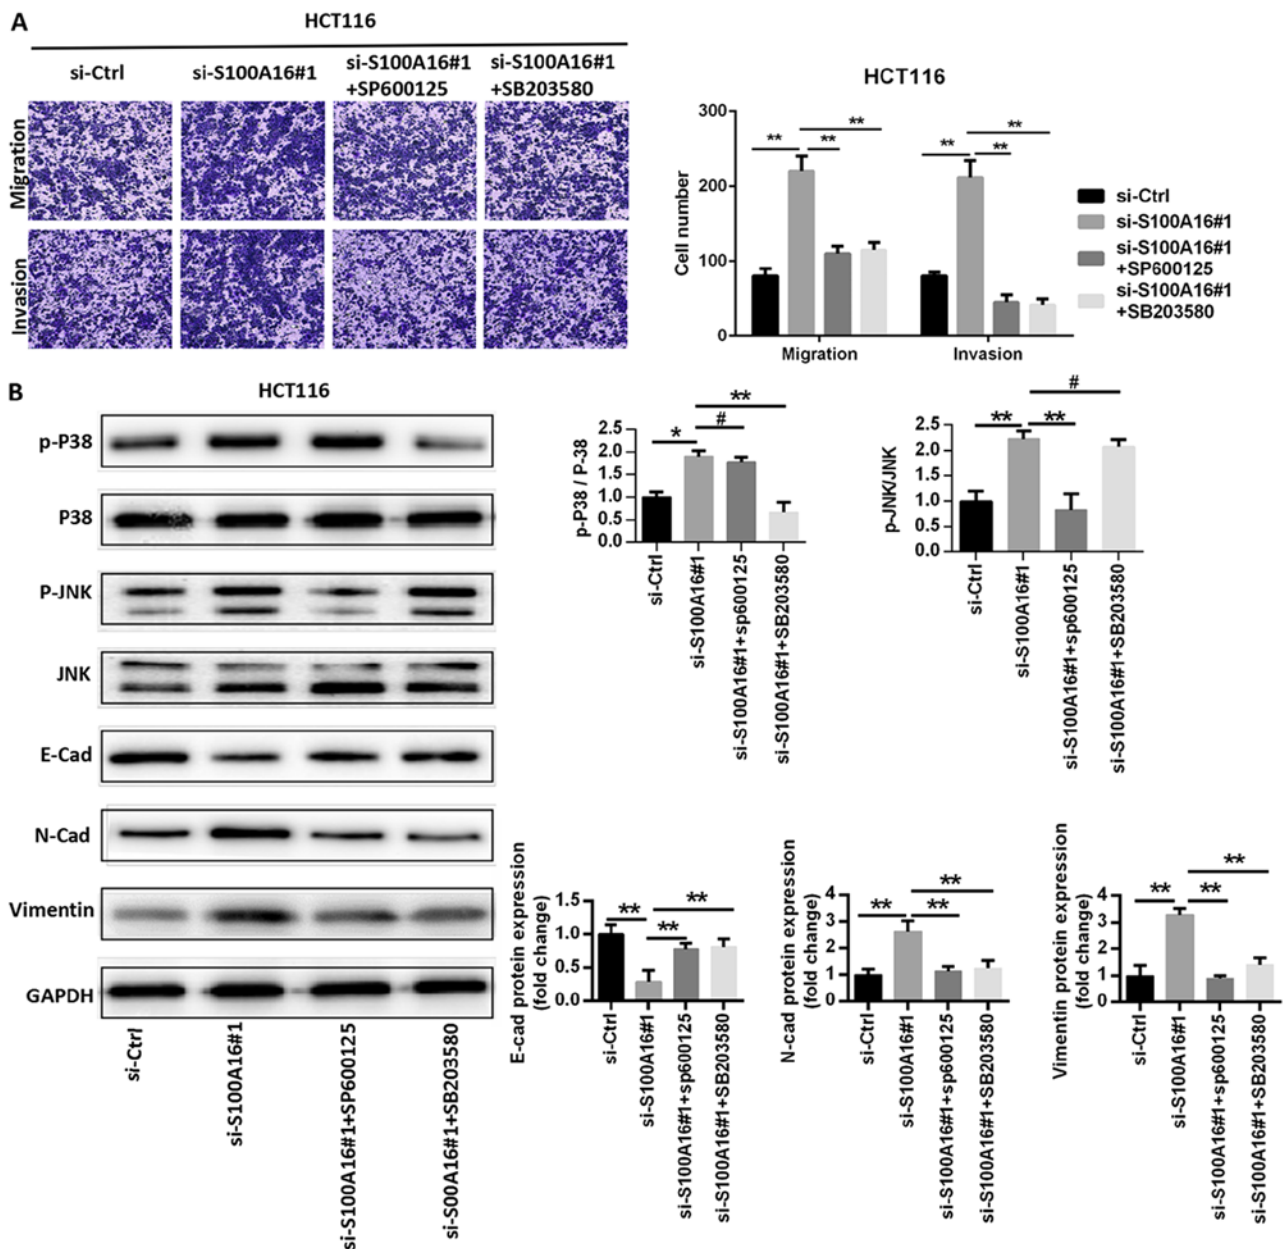 A
HCT116
si-Ctrl
si-S100A16#1
si-S100A16#1
+SP600125
si-S100A16#1
+SB203580
Migration
Invasion
HCT116
Cell number
300
200
100
0
** ** **
** ** **
Migration
Invasion
si-Ctrl
si-S100A16#1
si-S100A16#1
+SP600125
si-S100A16#1
+SB203580
B
HCT116
p-P38
P38
P-JNK
JNK
E-Cad
N-Cad
Vimentin
GAPDH
si-Ctrl
si-S100A16#1
si-S100A16#1+SP600125
si-S00A16#1+SB203580
p-P38 / P-38
2.5
2.0
1.5
1.0
0.5
0.0
* # **
si-Ctrl
si-S100A16#1
si-S100A16#1+sp600125
si-S100A16#1+SB203580
p-JNK/JNK
2.5
2.0
1.5
1.0
0.5
0.0
** ** #
si-Ctrl
si-S100A16#1
si-S100A16#1+sp600125
si-S100A16#1+SB203580
E-cad protein expression
(fold change)
1.5
1.0
0.5
0.0
** ** **
si-Ctrl
si-S100A16#1
si-S100A16#1+sp600125
si-S100A16#1+SB203580
N-cad protein expression
(fold change)
4
3
2
1
0
** ** **
si-Ctrl
si-S100A16#1
si-S100A16#1+sp600125
si-S100A16#1+SB203580
Vimentin protein expression
(fold change)
4
3
2
1
0
** ** **
si-Ctrl
si-S100A16#1
si-S100A16#1+sp600125
si-S100A16#1+SB203580